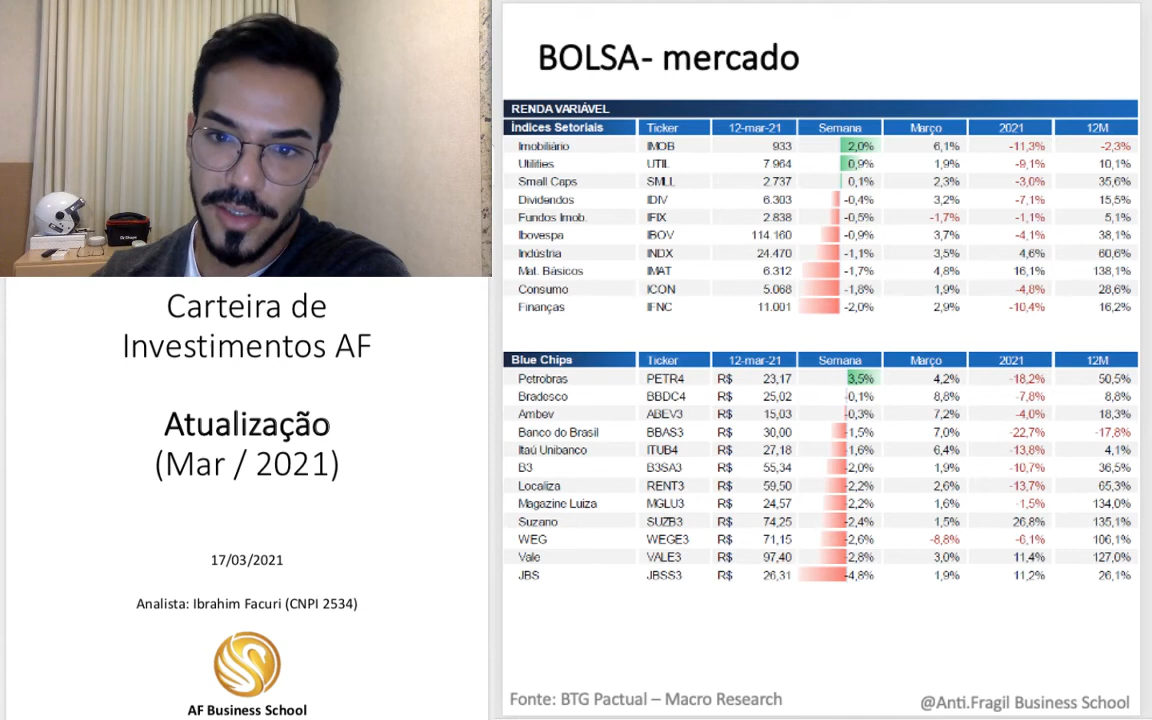 BOLSA- mercado
RENDA VARIÁVEL
Índices Setoriais Ticker 12-mar-21 Semana Março 2021 12M
Imobiliário IMOB 933 2,0% 6,1% -11,3% -2,3%
Utilities UTIL 7.964 0,9% 1,9% -9,1% 10,1%
Small Caps SMLL 2.737 0,1% 2,3% -3,0% 35,6%
Dividendos IDIV 6.303 -0,4% 3,2% -7,1% 15,5%
Fundos Imob. IFIX 2.838 -0,5% -1,7% -1,1% 5,1%
Ibovespa IBOV 114.160 -0,9% 3,7% -4,1% 38,1%
Indústria INDX 24.470 -1,1% 3,5% 4,6% 60,6%
Mat. Básicos IMAT 6.312 -1,7% 4,8% 16,1% 138,1%
Consumo ICON 5.068 -1,8% 1,9% -4,8% 28,6%
Finanças IFNC 11.001 -2,0% 2,9% -10,4% 16,2%
Blue Chips Ticker 12-mar-21 Semana Março 2021 12M
Petrobras PETR4 R$ 23,17 3,5% 4,2% -18,2% 50,5%
Bradesco BBDC4 R$ 25,02 -0,1% 8,8% -7,8% 8,8%
Ambev ABEV3 R$ 15,03 -0,3% 7,2% -4,0% 18,3%
Banco do Brasil BBAS3 R$ 30,00 -1,5% 7,0% -22,7% -17,8%
Itaú Unibanco ITUB4 R$ 27,18 -1,6% 6,4% -13,8% 4,1%
B3 B3SA3 R$ 55,34 -2,0% 1,9% -10,7% 36,5%
Localiza RENT3 R$ 59,50 -2,2% 2,6% -13,7% 65,3%
Magazine Luiza MGLU3 R$ 24,57 -2,2% 1,6% -1,5% 134,0%
Suzano SUZB3 R$ 74,25 -2,4% 1,5% 26,8% 135,1%
WEG WEGE3 R$ 71,15 -2,6% -8,8% -6,1% 106,1%
Vale VALE3 R$ 97,40 -2,8% 3,0% 11,4% 127,0%
JBS JBSS3 R$ 26,31 -4,8% 1,9% 11,2% 26,1%
Fonte: BTG Pactual – Macro Research
@Anti.Fragil Business School
Carteira de
Investimentos AF
Atualização
(Mar / 2021)
17/03/2021
Analista: Ibrahim Facuri (CNPI 2534)
AF Business School